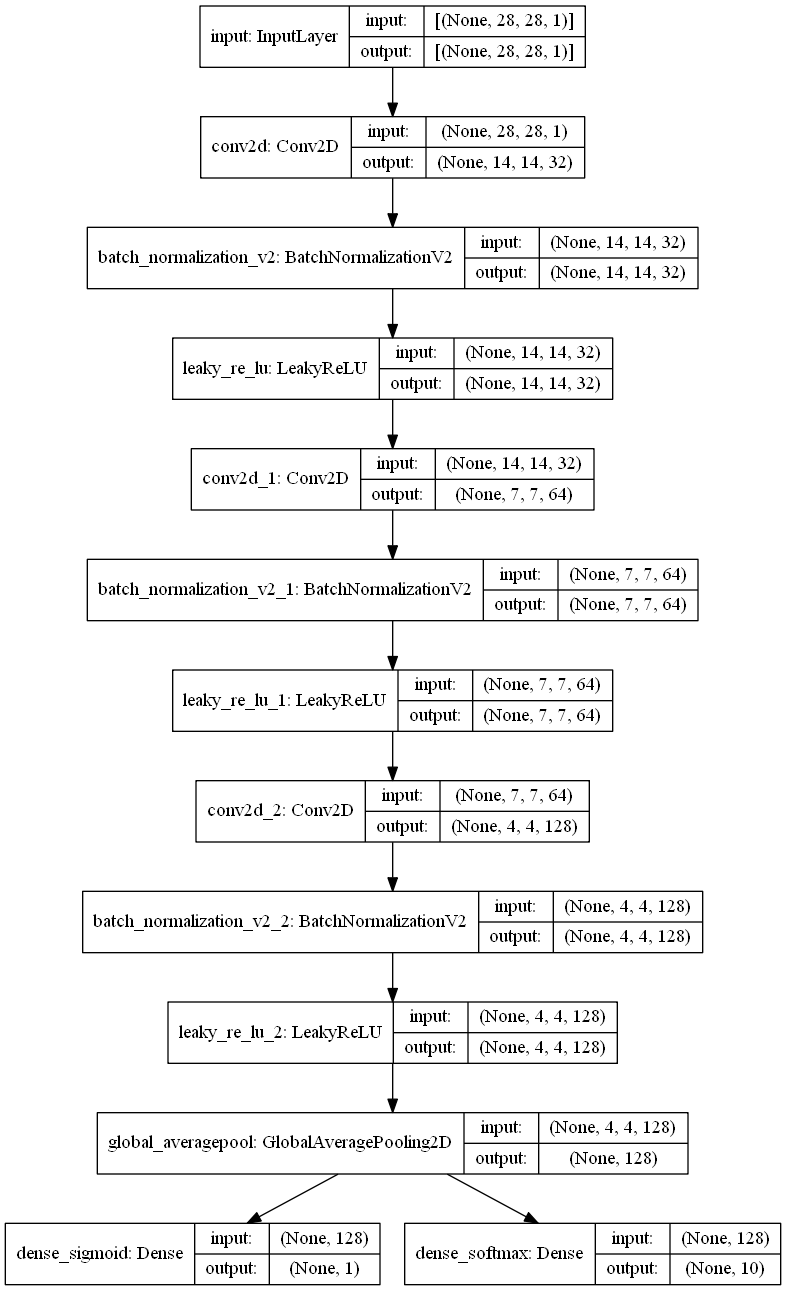 input: InputLayer
input:
[(None, 28, 28, 1)]
output:
[(None, 28, 28, 1)]
conv2d: Conv2D
input:
(None, 28, 28, 1)
output:
(None, 14, 14, 32)
batch_normalization_v2: BatchNormalizationV2
input:
(None, 14, 14, 32)
output:
(None, 14, 14, 32)
leaky_re_lu: LeakyReLU
input:
(None, 14, 14, 32)
output:
(None, 14, 14, 32)
conv2d_1: Conv2D
input:
(None, 14, 14, 32)
output:
(None, 7, 7, 64)
batch_normalization_v2_1: BatchNormalizationV2
input:
(None, 7, 7, 64)
output:
(None, 7, 7, 64)
leaky_re_lu_1: LeakyReLU
input:
(None, 7, 7, 64)
output:
(None, 7, 7, 64)
conv2d_2: Conv2D
input:
(None, 7, 7, 64)
output:
(None, 4, 4, 128)
batch_normalization_v2_2: BatchNormalizationV2
input:
(None, 4, 4, 128)
output:
(None, 4, 4, 128)
leaky_re_lu_2: LeakyReLU
input:
(None, 4, 4, 128)
output:
(None, 4, 4, 128)
global_averagepool: GlobalAveragePooling2D
input:
(None, 4, 4, 128)
output:
(None, 128)
dense_sigmoid: Dense
input:
(None, 128)
output:
(None, 1)
dense_softmax: Dense
input:
(None, 128)
output:
(None, 10)